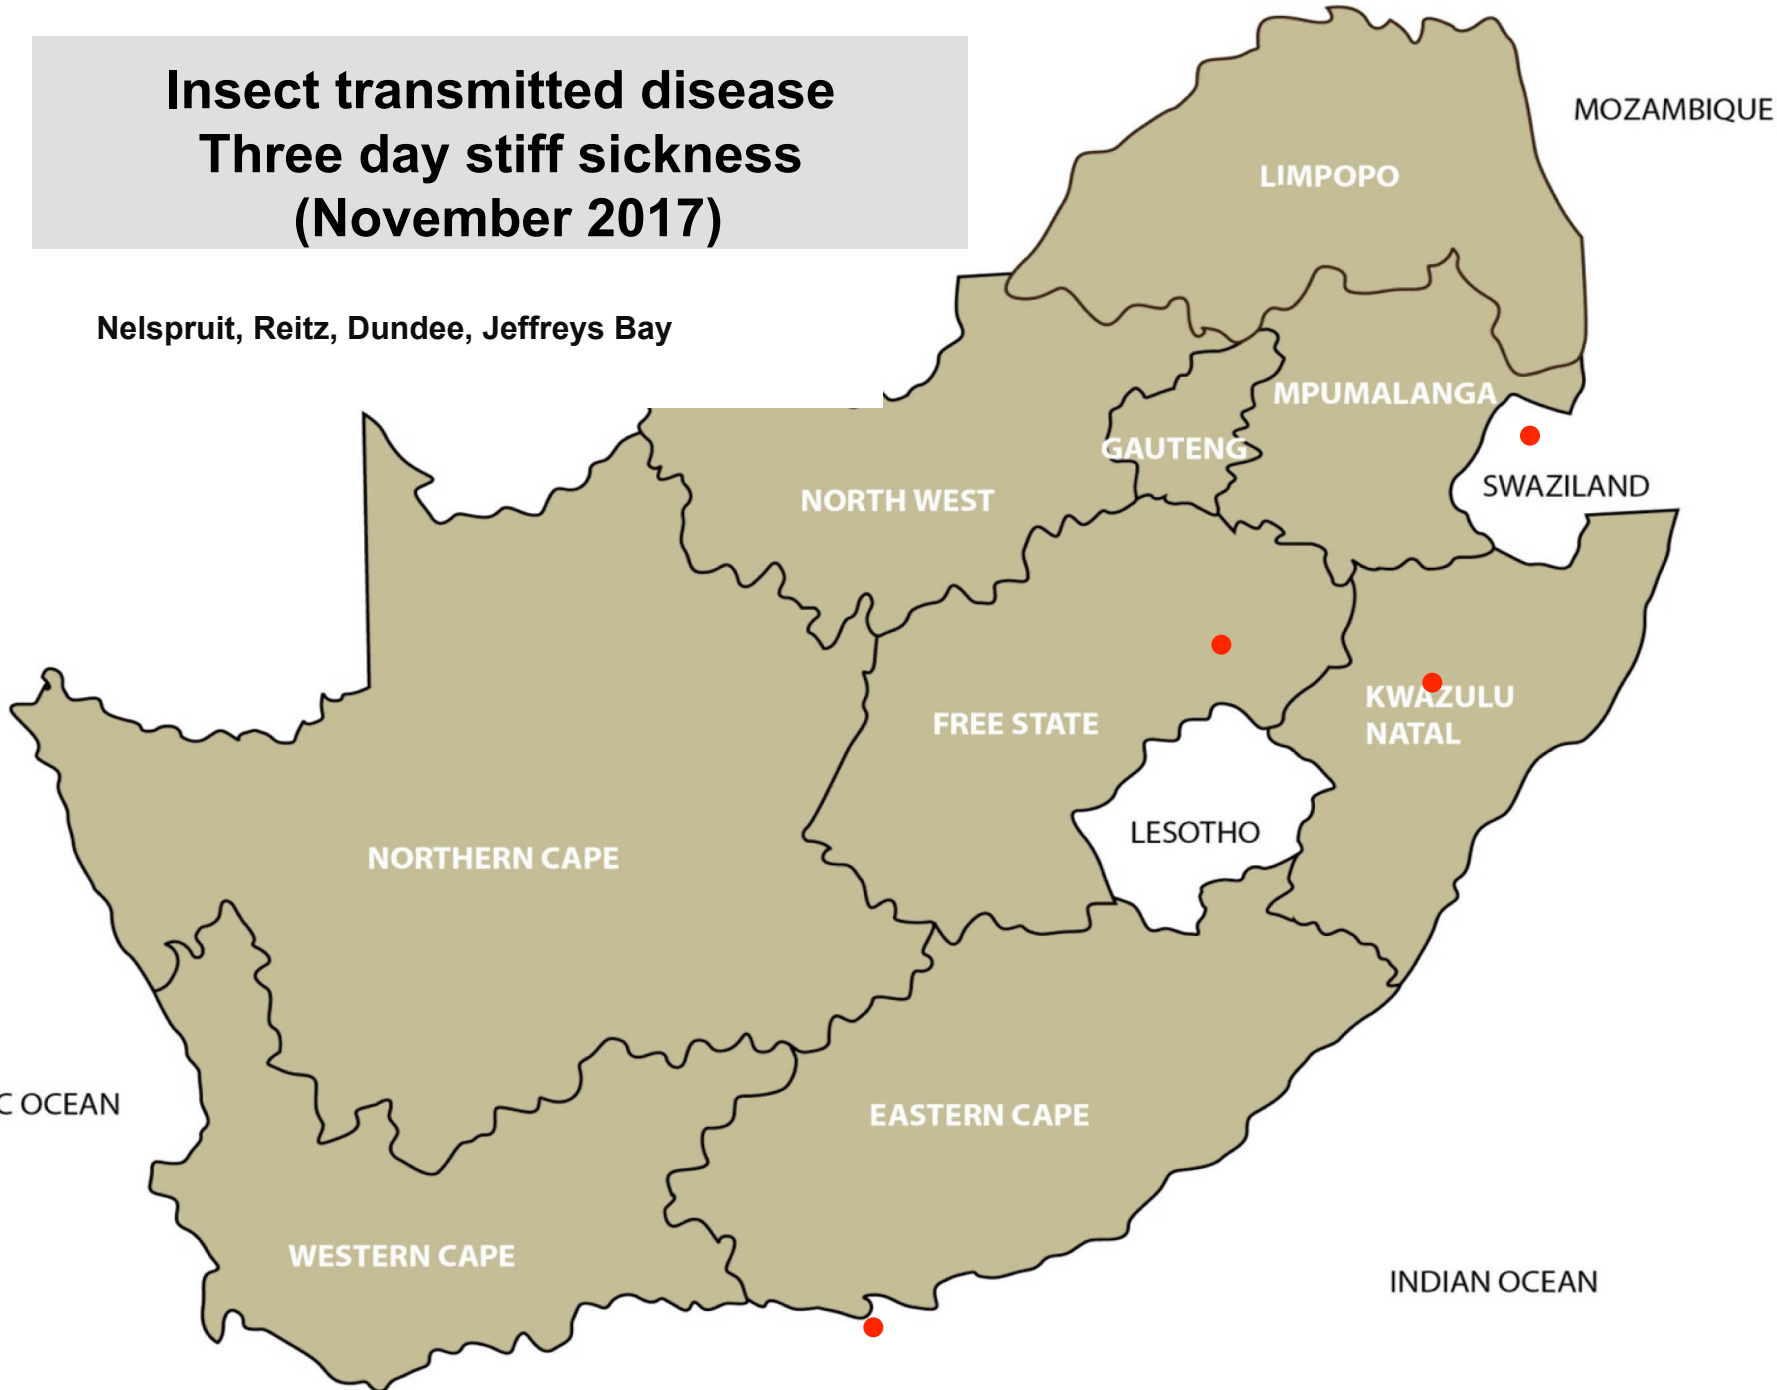 Insect transmitted disease
Three day stiff sickness
(November 2017)
MOZAMBIQUE
LIMPOPO
Nelspruit, Reitz, Dundee, Jeffreys Bay
MPUMALANGA
GAUTENG
SWAZILAND
NORTH WEST
KWAZULU
NATAL
FREE STATE
LESOTHO
NORTHERN CAPE
C OCEAN
EASTERN CAPE
WESTERN CAPE
INDIAN OCEAN